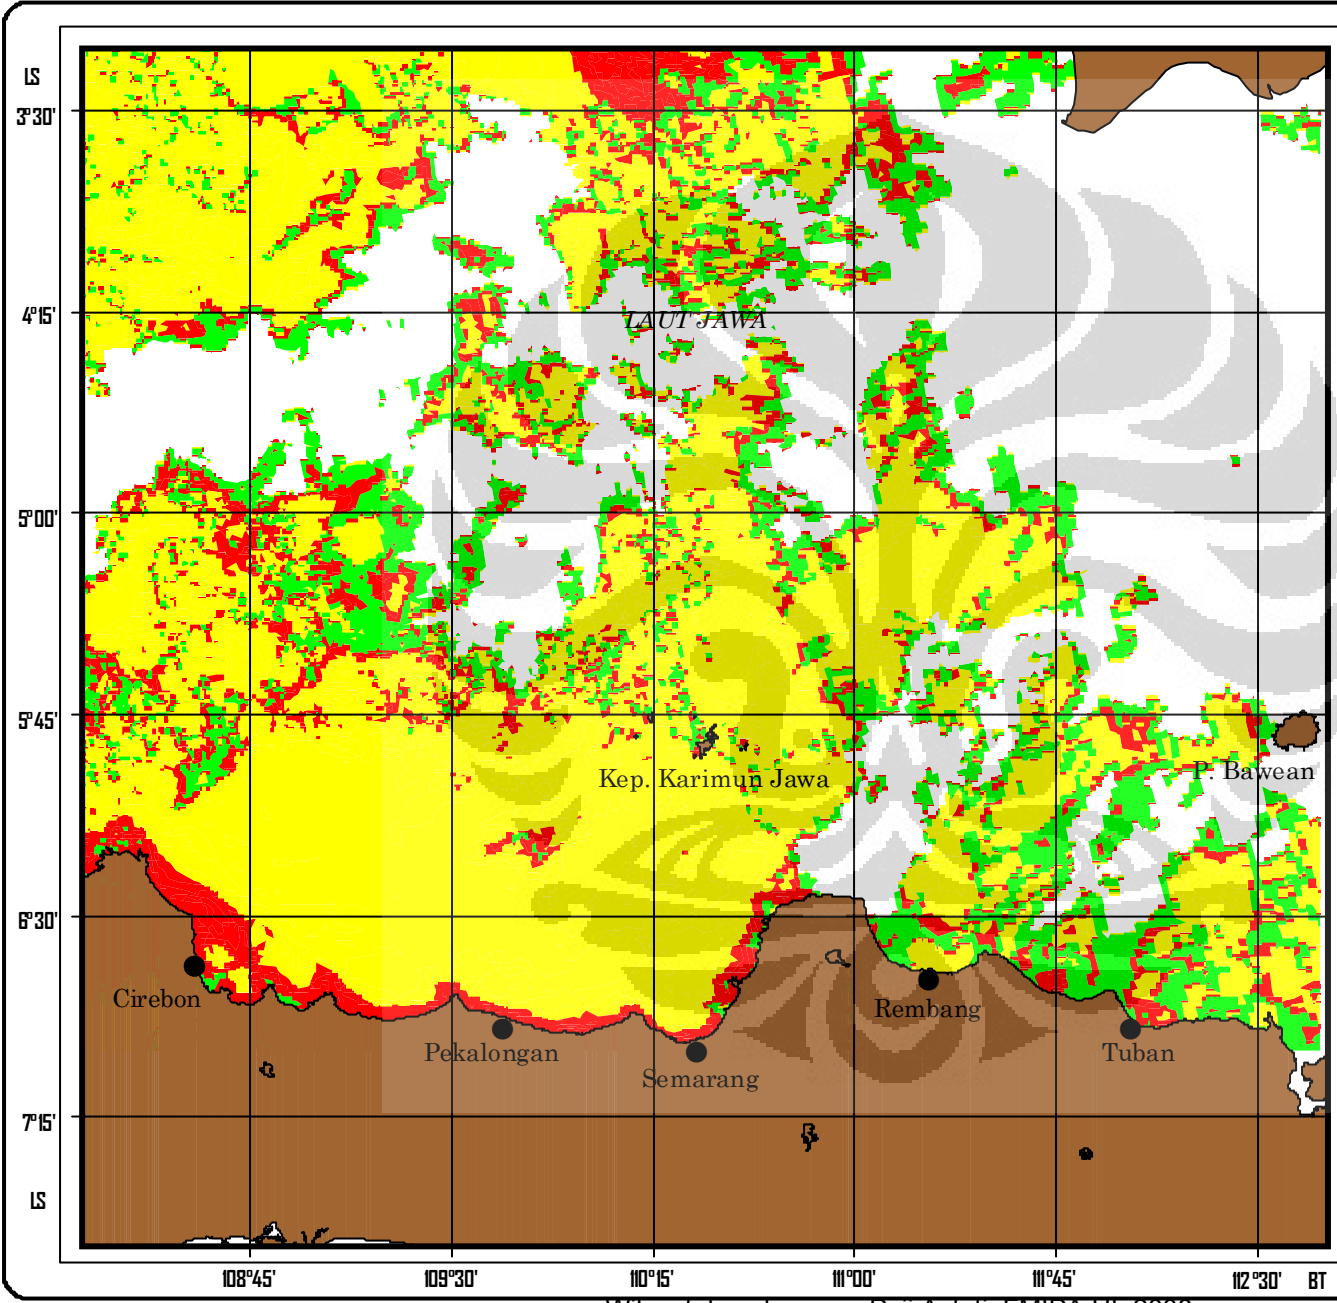 LS
3°30'
4°15'
LAUT JAWA
5°00'
5°45'
Kep. Karimun Jawa
P. Bawean
6°30'
Cirebon
Rembang
Pekalongan
Tuban
Semarang
7°15'
LS
108°45' 109°30' 110°15' 111°00' 111°45' 112°30' BT